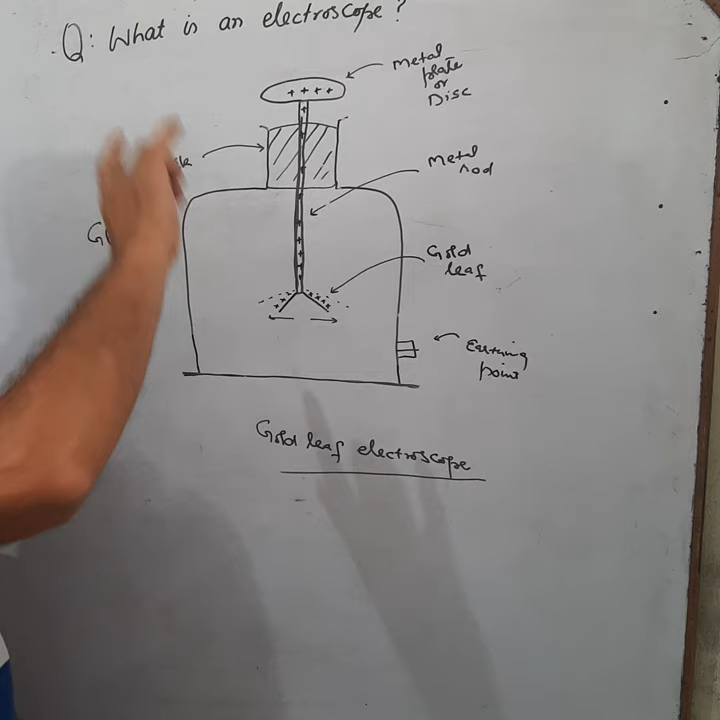 Q: What is an electroscope?
Metal
plate
or
Disc
Metal
rod
Gold
leaf
Earthing
point
Gold leaf electroscope